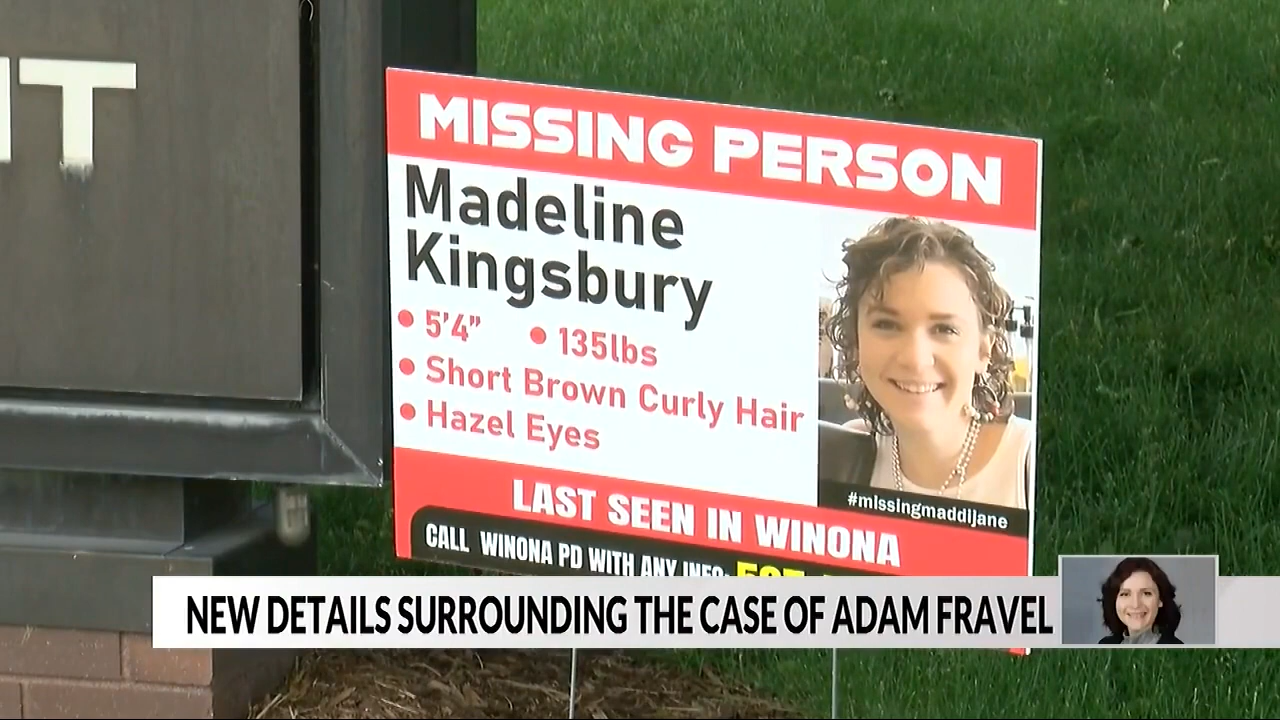 MISSING PERSON
Madeline
Kingsbury
• 5'4” • 135lbs
• Short Brown Curly Hair
• Hazel Eyes
#missingmaddijane
LAST SEEN IN WINONA
CALL WINONA PD WITH ANY INFO:
NEW DETAILS SURROUNDING THE CASE OF ADAM FRAVEL